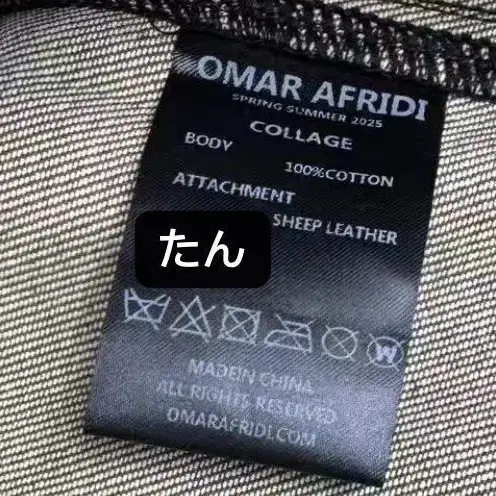 OMAR AFRIDI
SPRING SUMMER 2025
COLLAGE
BODY
100%COTTON
ATTACHMENT
SHEEP LEATHER
たん
W
MADEIN CHINA
ALL RIGHTS RESERVED
OMARAFRIDI.COM